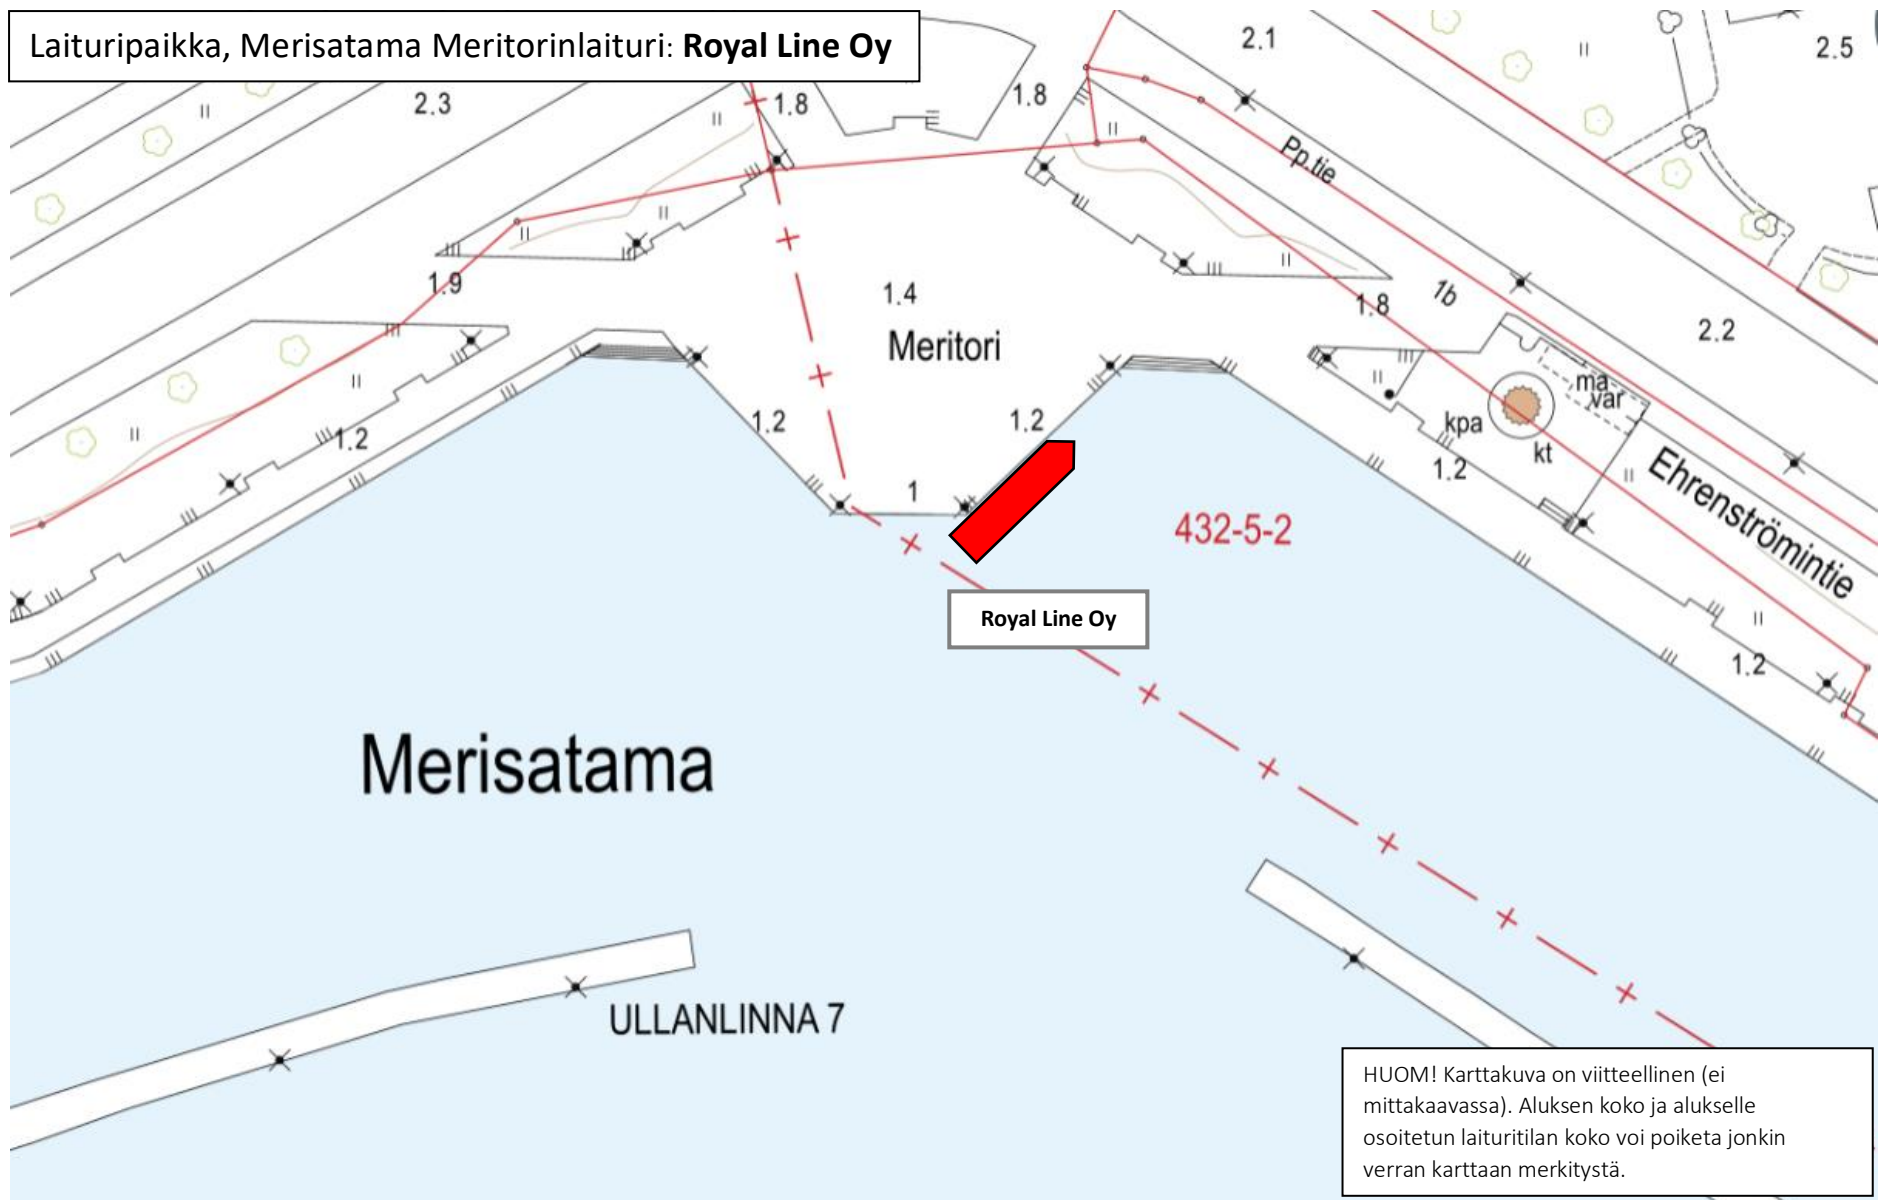 Laituripaikka, Merisatama Meritorinlaituri: Royal Line Oy
2.1
2.5
2.3
1.8
1.8
Pp.tie
1.9
1.4
1.8
1b
2.2
Meritori
ma
var
kpa
kt
1.2
1.2
1.2
1.2
1
Ehrenströmintie
432-5-2
Royal Line Oy
1.2
Merisatama
ULLANLINNA 7
HUOM! Karttakuva on viitteellinen (ei
mittakaavassa). Aluksen koko ja alukselle
osoitetun laituritilan koko voi poiketa jonkin
verran karttaan merkitystä.